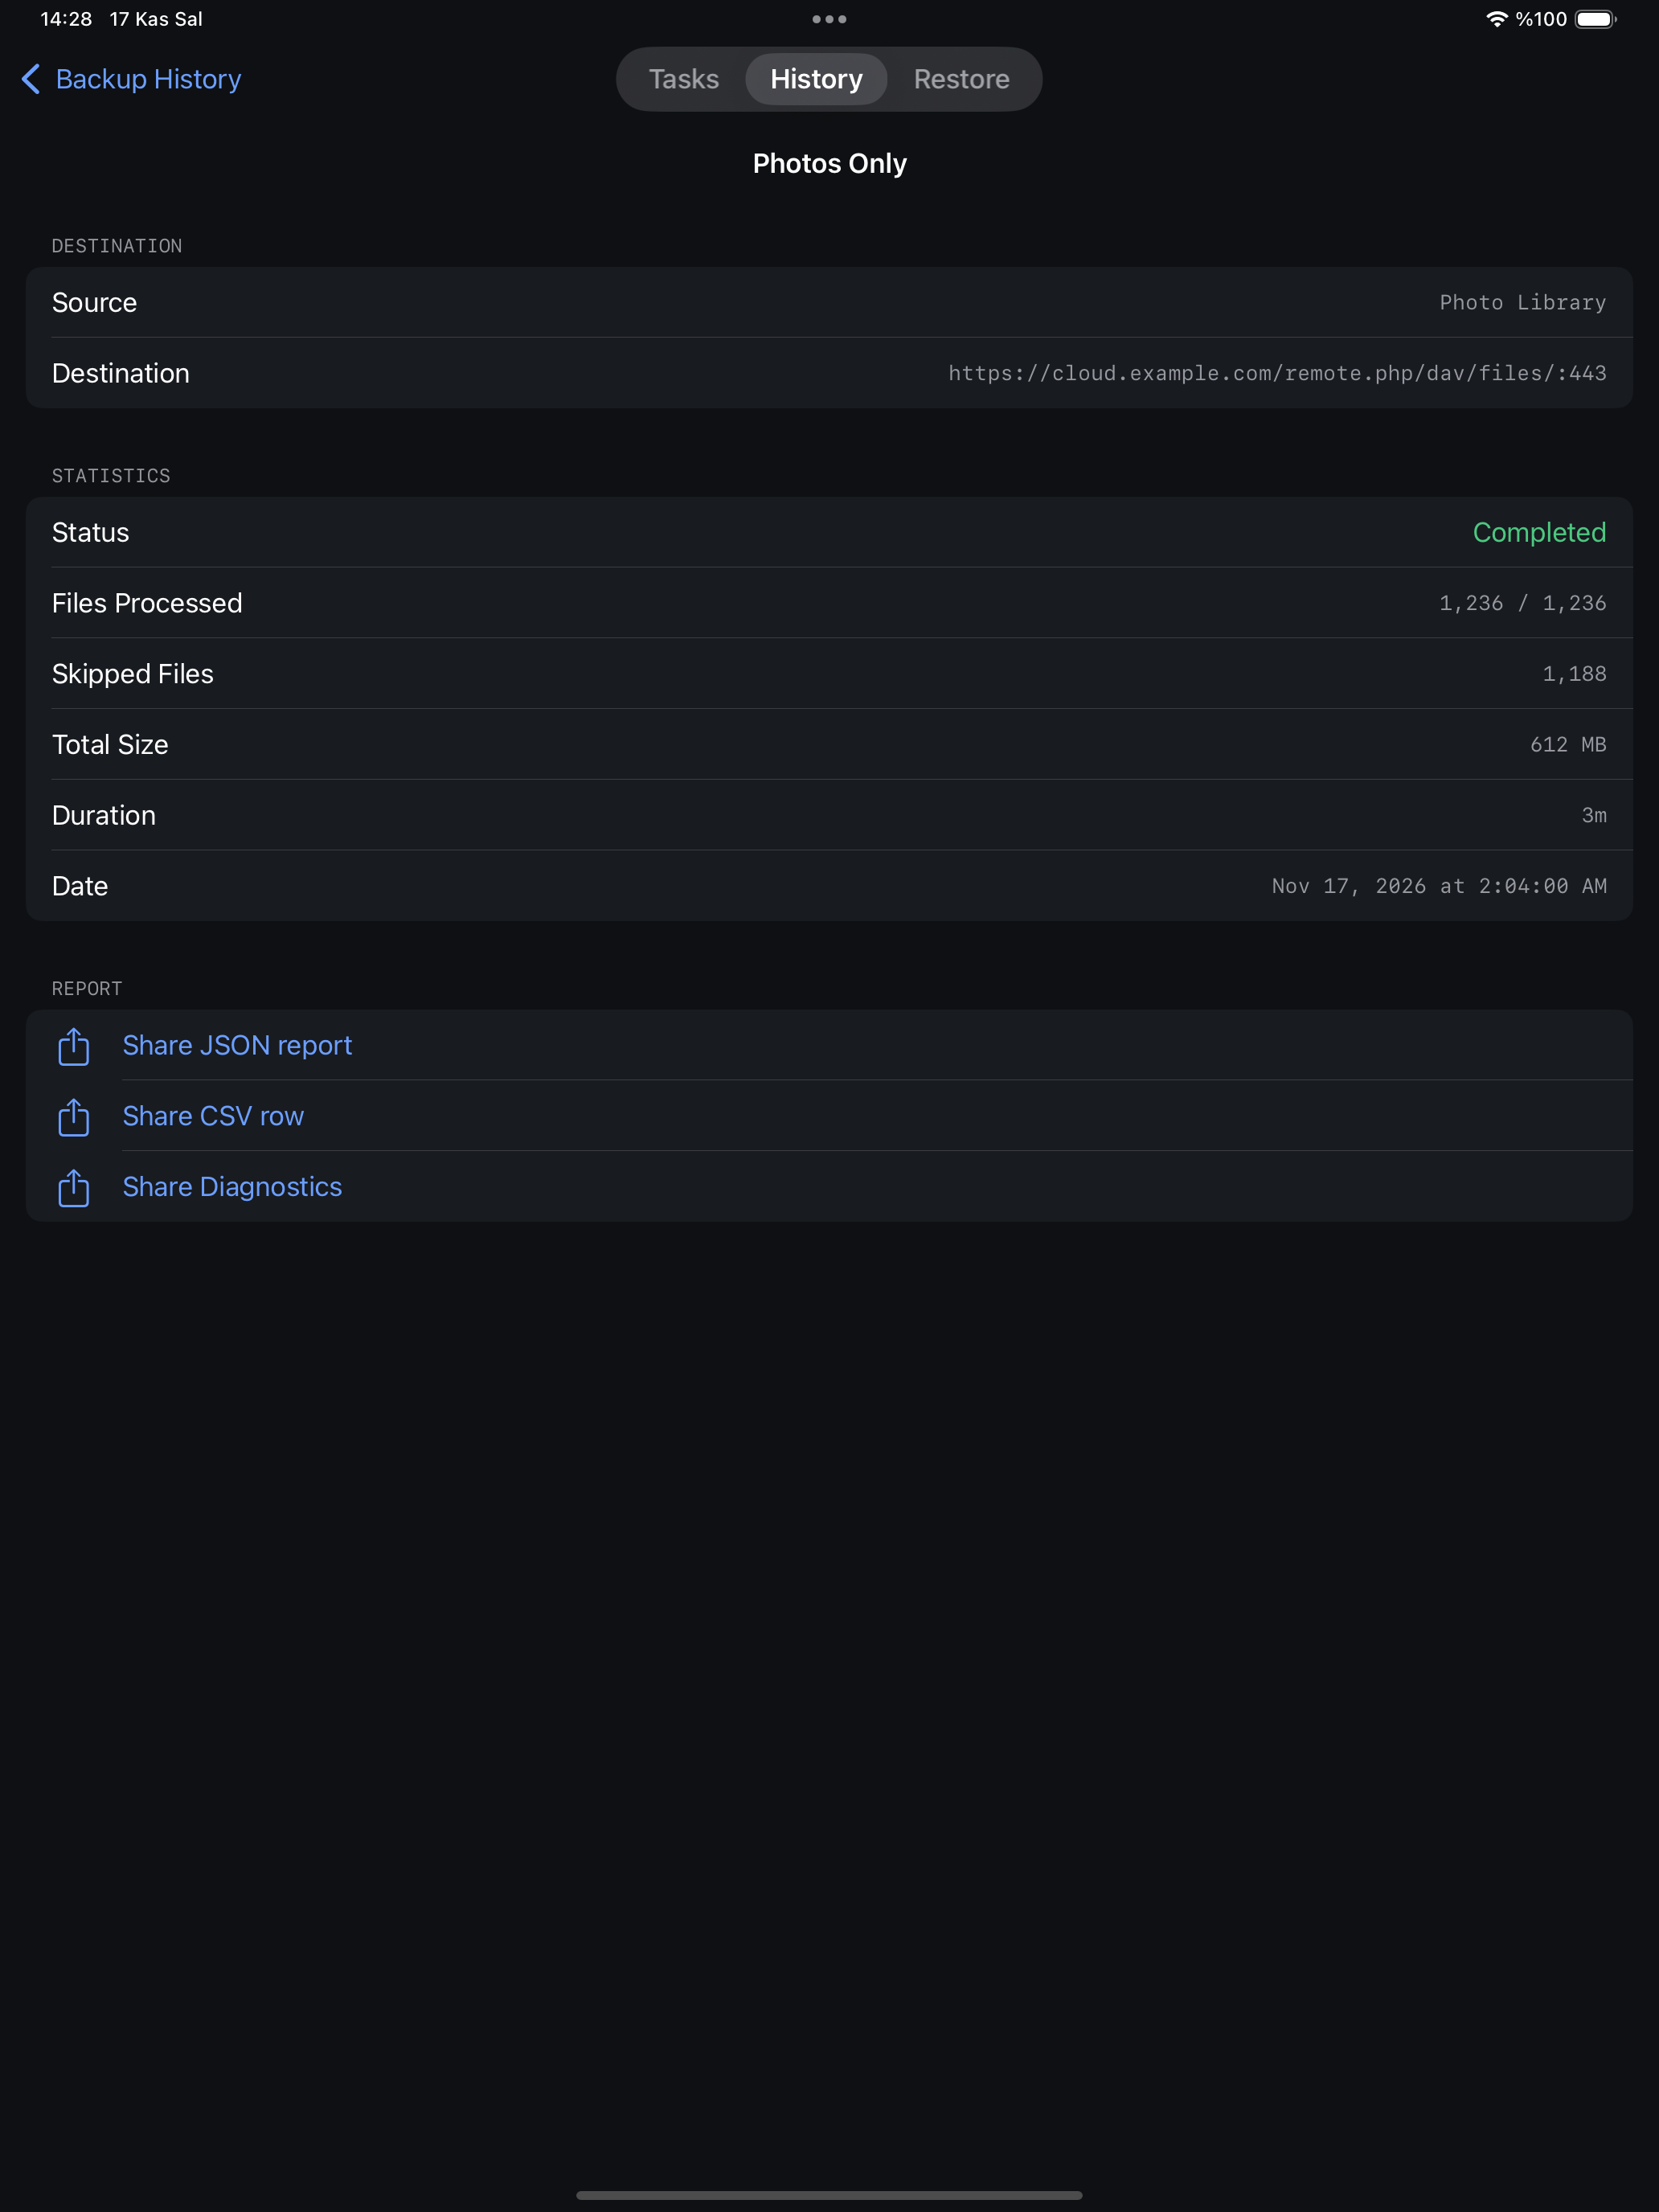 14:28 17 Kas Sal
%100
Backup History
Tasks History Restore
Photos Only
DESTINATION
Source Photo Library
Destination https://cloud.example.com/remote.php/dav/files/:443
STATISTICS
Status Completed
Files Processed 1,236 / 1,236
Skipped Files 1,188
Total Size 612 MB
Duration 3m
Date Nov 17, 2026 at 2:04:00 AM
REPORT
Share JSON report
Share CSV row
Share Diagnostics